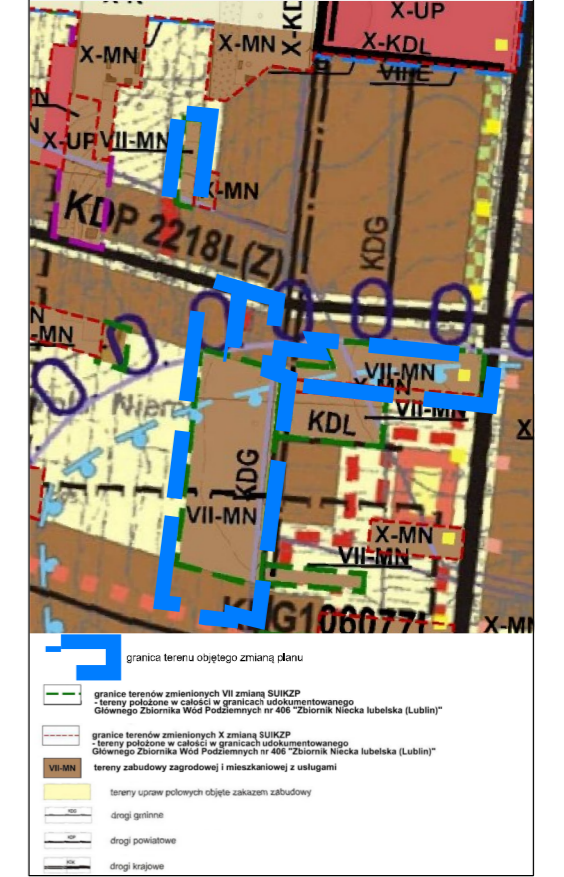 X-UP
X-MN
X-MN
X-KD
X-KDL
VII-E
X-UP
VII-MN
X-MN
KDP 2218L(Z)
KDG
-MN
VII-MN
X-MN
VII-MN
KDL
KDG
VII-MN
X-MN
VII-MN
X-MN
granica terenu objętego zmianą planu
granice terenów zmienionych VII zmianą SUIKZP
- tereny położone w całości w granicach udokumentowanego
Głównego Zbiornika Wód Podziemnych nr 406 "Zbiornik Niecka lubelska (Lublin)"
granice terenów zmienionych X zmianą SUIKZP
- tereny położone w całości w granicach udokumentowanego
Głównego Zbiornika Wód Podziemnych nr 406 "Zbiornik Niecka lubelska (Lublin)"
VII-MN tereny zabudowy zagrodowej i mieszkaniowej z usługami
tereny upraw polowych objęte zakazem zabudowy
drogi gminne
drogi powiatowe
drogi krajowe